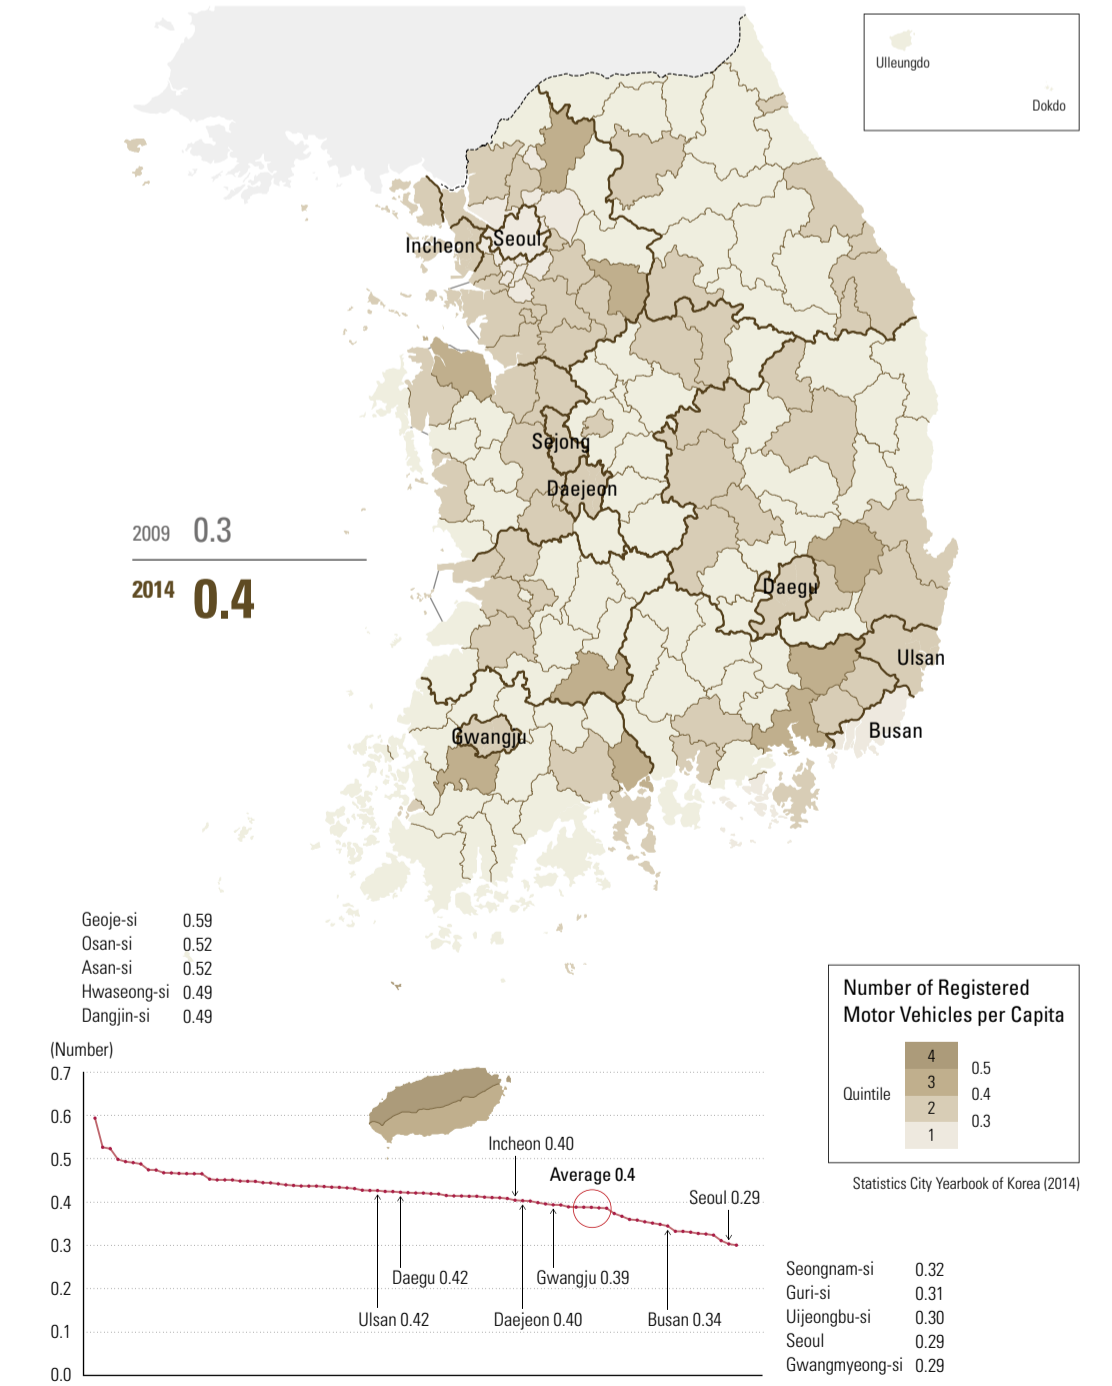 Ulleungdo
Dokdo
Incheon
Seoul
Sejong
Daejeon
2009 0.3
2014 0.4
Daegu
Ulsan
Busan
Gwangju
Geoje-si 0.59
Osan-si 0.52
Asan-si 0.52
Hwaseong-si 0.49
Dangjin-si 0.49
Number of Registered
Motor Vehicles per Capita
Quintile
4
3
2
1
0.5
0.4
0.3
Statistics City Yearbook of Korea (2014)
(Number)
0.7
0.6
0.5
0.4
0.3
0.2
0.1
0.0
Incheon 0.40
Average 0.4
Seoul 0.29
Daegu 0.42
Gwangju 0.39
Ulsan 0.42
Daejeon 0.40
Busan 0.34
Seongnam-si 0.32
Guri-si 0.31
Uijeongbu-si 0.30
Seoul 0.29
Gwangmyeong-si 0.29